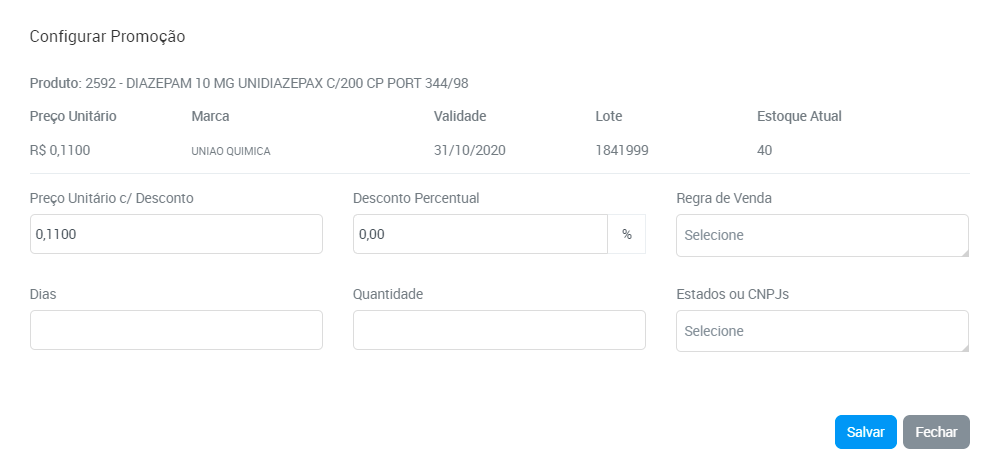 Configurar Promoção
Produto: 2592 - DIAZEPAM 10 MG UNIDIAZEPAX C/200 CP PORT 344/98
Preço Unitário Marca Validade Lote Estoque Atual
R$ 0,1100 UNIAO QUIMICA 31/10/2020 1841999 40
Preço Unitário c/ Desconto Desconto Percentual Regra de Venda
0,1100 0,00 % Selecione
Dias Quantidade Estados ou CNPJs
Selecione
Salvar Fechar